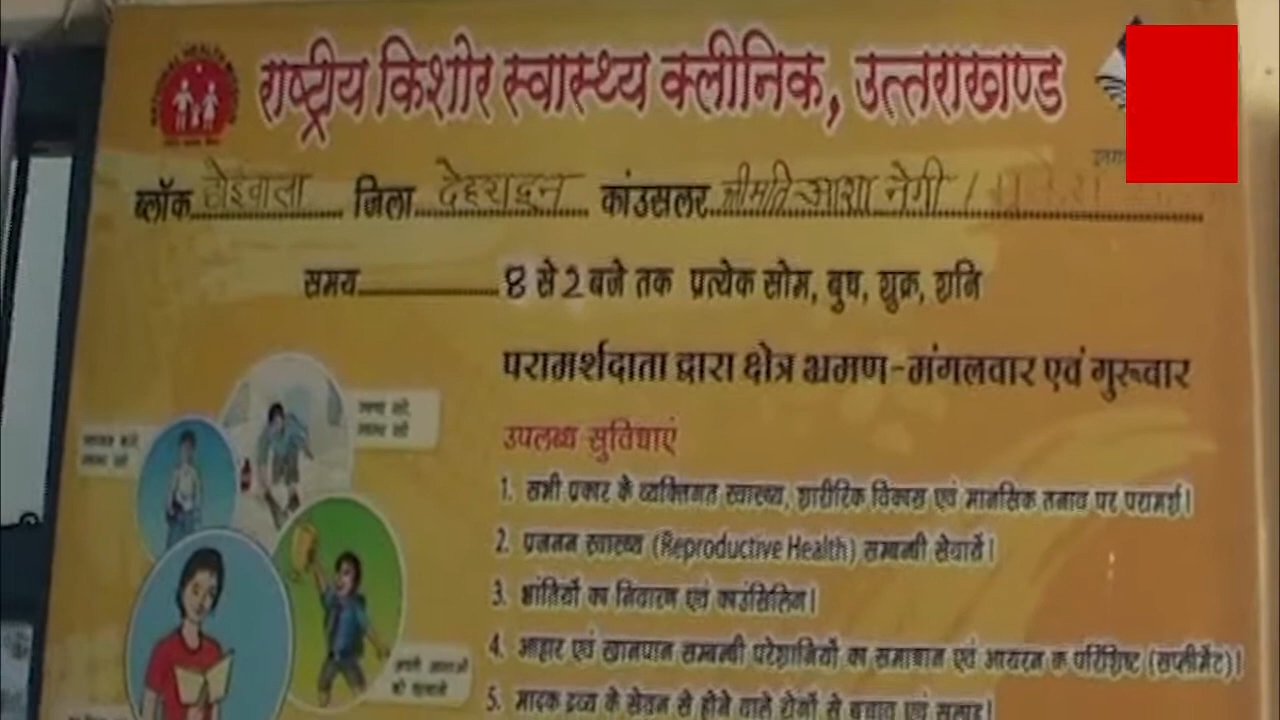 राष्ट्रीय किशोर स्वास्थ्य क्लीनिक, उत्तराखण्ड
ब्लॉक डोईवाला जिला देहरादून कांउसलर श्रीमति आशा नेगी /
समय 8 से 2 बजे तक प्रत्येक सोम, बुध, शुक्र, शनि
परामर्शदाता द्वारा क्षेत्र भ्रमण-मंगलवार एवं गुरूवार
उपलब्ध सुविधाएं
1. सभी प्रकार के व्यक्तिगत स्वास्थ्य, शारीरिक विकास एवं मानसिक तनाव पर परामर्श।
2. प्रजनन स्वास्थ्य (Reproductive Health) सम्बन्धी सेवायें।
3. भ्रांतियों का निवारण एवं काउंसिलिंग।
4. आहार एवं खानपान सम्बन्धी परेशानियों का समाधान एवं आयरन के परिशिष्ट (सप्लीमेंट)।
5. मादक द्रव्य के सेवन से होने वाले रोगों से बचाव एवं सलाह।